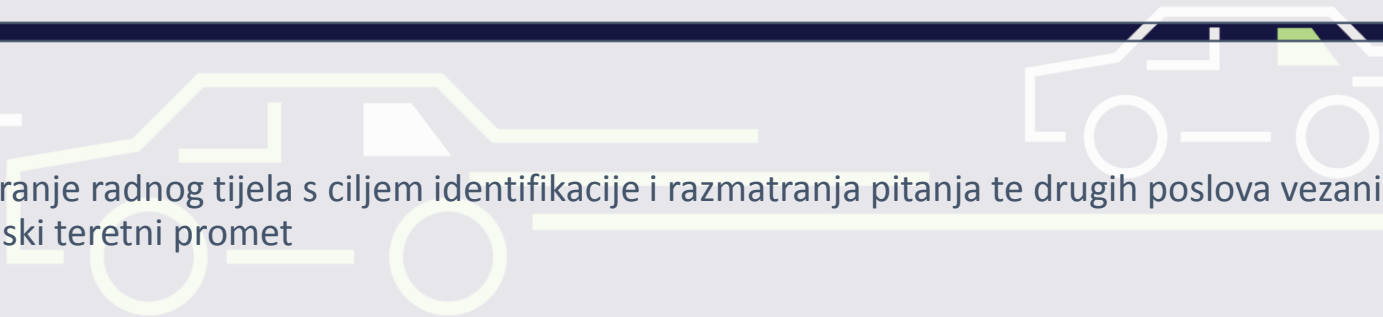 ranje radnog tijela s ciljem identifikacije i razmatranja pitanja te drugih poslova vezani
ski teretni promet